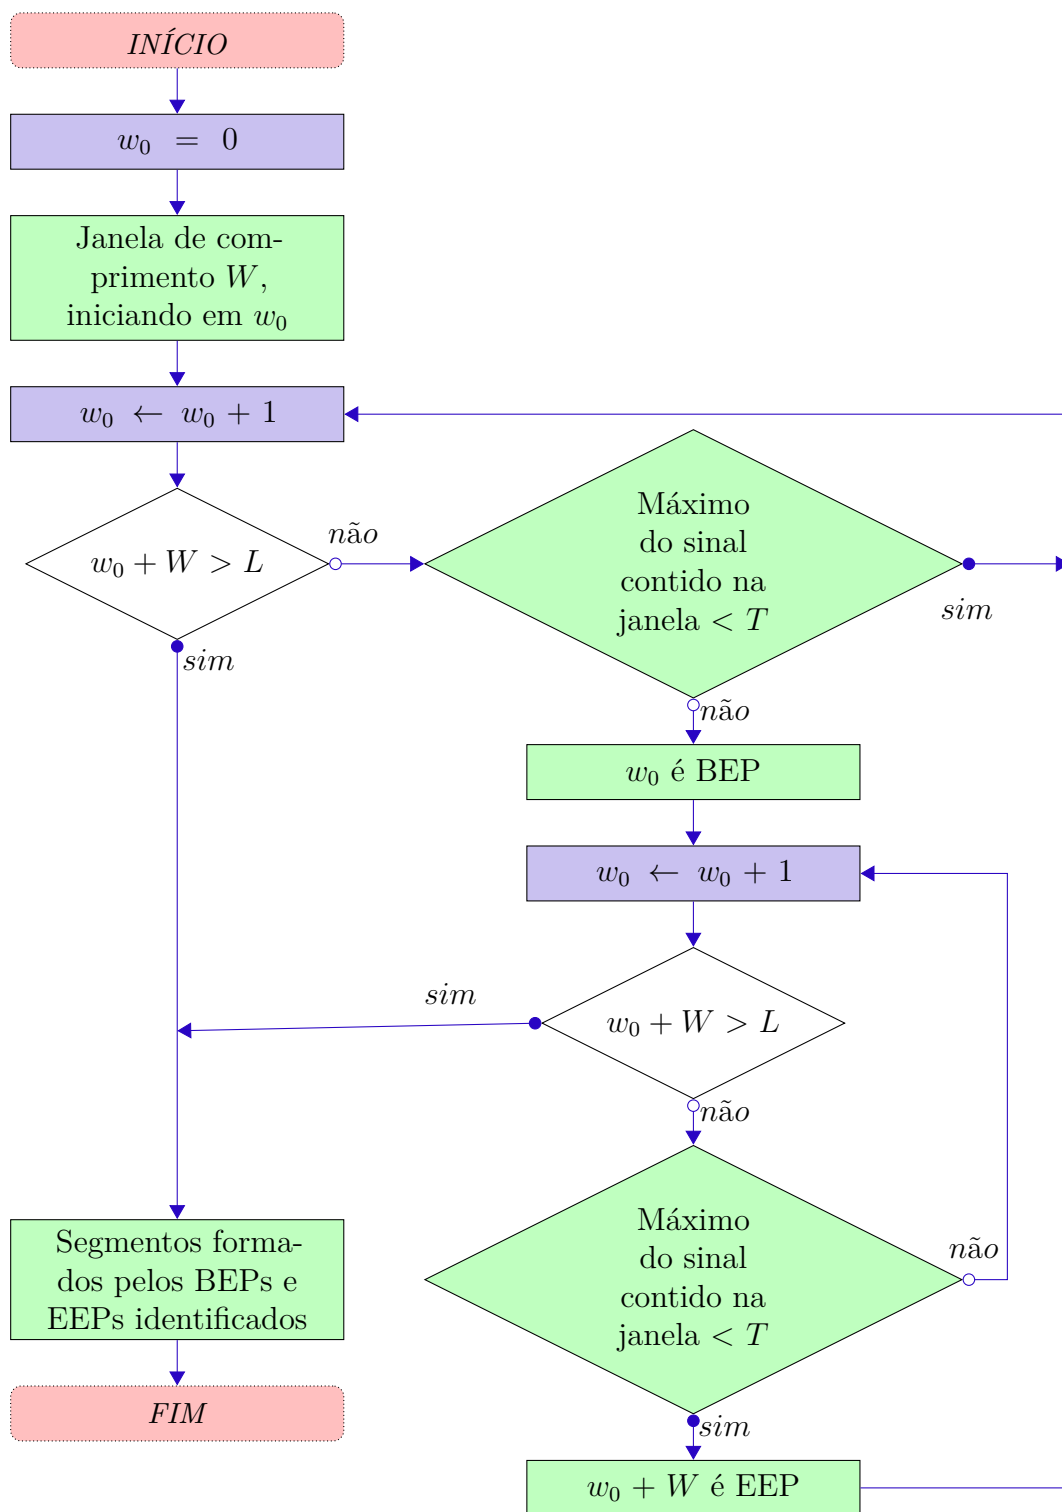 INÍCIO
w₀ = 0
Janela de com-
primento W,
iniciando em w₀
w₀ ← w₀ + 1
w₀ + W > L
não
sim
Máximo
do sinal
contido na
janela < T
sim
não
w₀ é BEP
w₀ ← w₀ + 1
w₀ + W > L
sim
não
Máximo
do sinal
contido na
janela < T
não
sim
w₀ + W é EEP
Segmentos forma-
dos pelos BEPs e
EEPs identificados
FIM